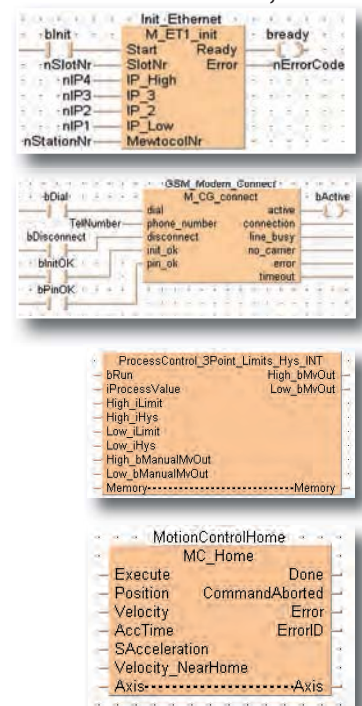 Init_Ethernet
bInit M_ET1_init bready
Start Ready
nSlotNr SlotNr Error nErrorCode
nIP4 IP_High
nIP3 IP_3
nIP2 IP_2
nIP1 IP_Low
nStationNr MewtocolNr
GSM_Modem_Connect
bDial M_CG_connect bActive
dial active
TelNumber phone_number connection
bDisconnect disconnect line_busy
init_ok no_carrier
bInitOK pin_ok error
timeout
bPinOK
ProcessControl_3Point_Limits_Hys_INT
bRun High_bMvOut
iProcessValue Low_bMvOut
High_iLimit
High_iHys
Low_iLimit
Low_iHys
High_bManualMvOut
Low_bManualMvOut
Memory Memory
MotionControlHome
MC_Home
Execute Done
Position CommandAborted
Velocity Error
AccTime ErrorID
SAcceleration
Velocity_NearHome
Axis Axis